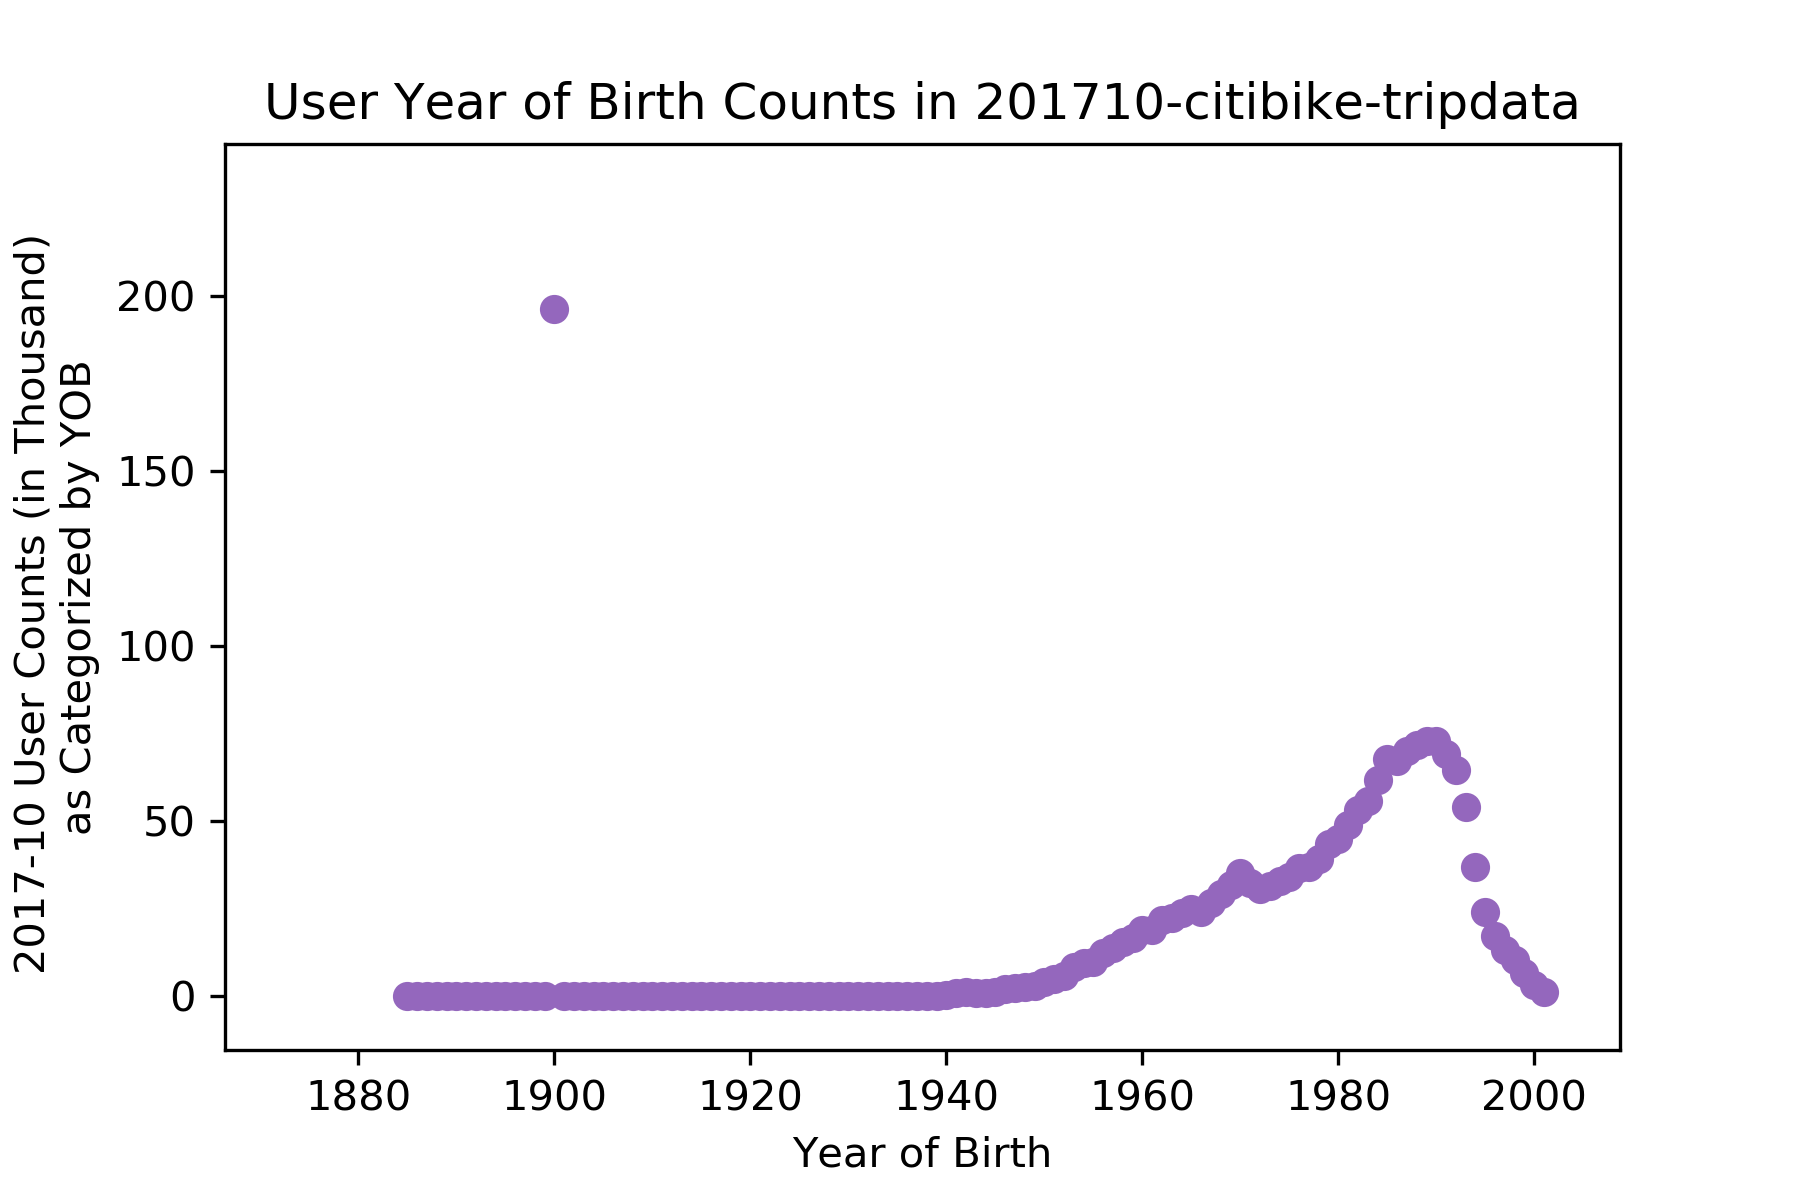 User Year of Birth Counts in 201710-citibike-tripdata
2017-10 User Counts (in Thousand)
as Categorized by YOB
200
150
100
50
0
1880 1900 1920 1940 1960 1980 2000
Year of Birth